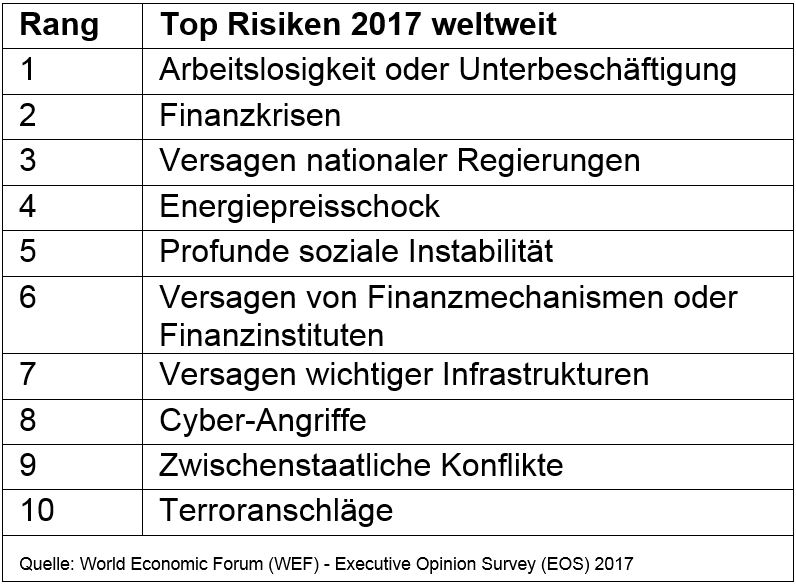 Rang Top Risiken 2017 weltweit
1 Arbeitslosigkeit oder Unterbeschäftigung
2 Finanzkrisen
3 Versagen nationaler Regierungen
4 Energiepreisschock
5 Profunde soziale Instabilität
6 Versagen von Finanzmechanismen oder
Finanzinstituten
7 Versagen wichtiger Infrastrukturen
8 Cyber-Angriffe
9 Zwischenstaatliche Konflikte
10 Terroranschläge
Quelle: World Economic Forum (WEF) - Executive Opinion Survey (EOS) 2017